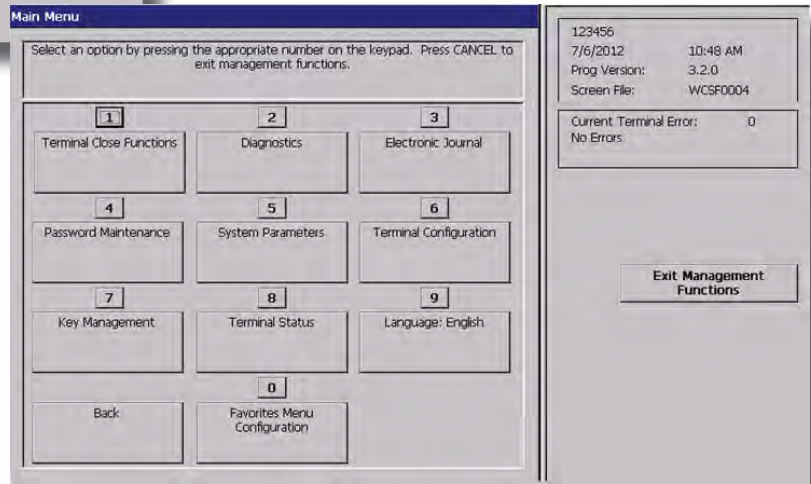 Main Menu
Select an option by pressing the appropriate number on the keypad. Press CANCEL to
exit management functions.
1
Terminal Close Functions
2
Diagnostics
3
Electronic Journal
4
Password Maintenance
5
System Parameters
6
Terminal Configuration
7
Key Management
8
Terminal Status
9
Language: English
Back
0
Favorites Menu
Configuration
123456
7/6/2012 10:48 AM
Prog Version: 3.2.0
Screen File: WCSF0004
Current Terminal Error: 0
No Errors
Exit Management
Functions